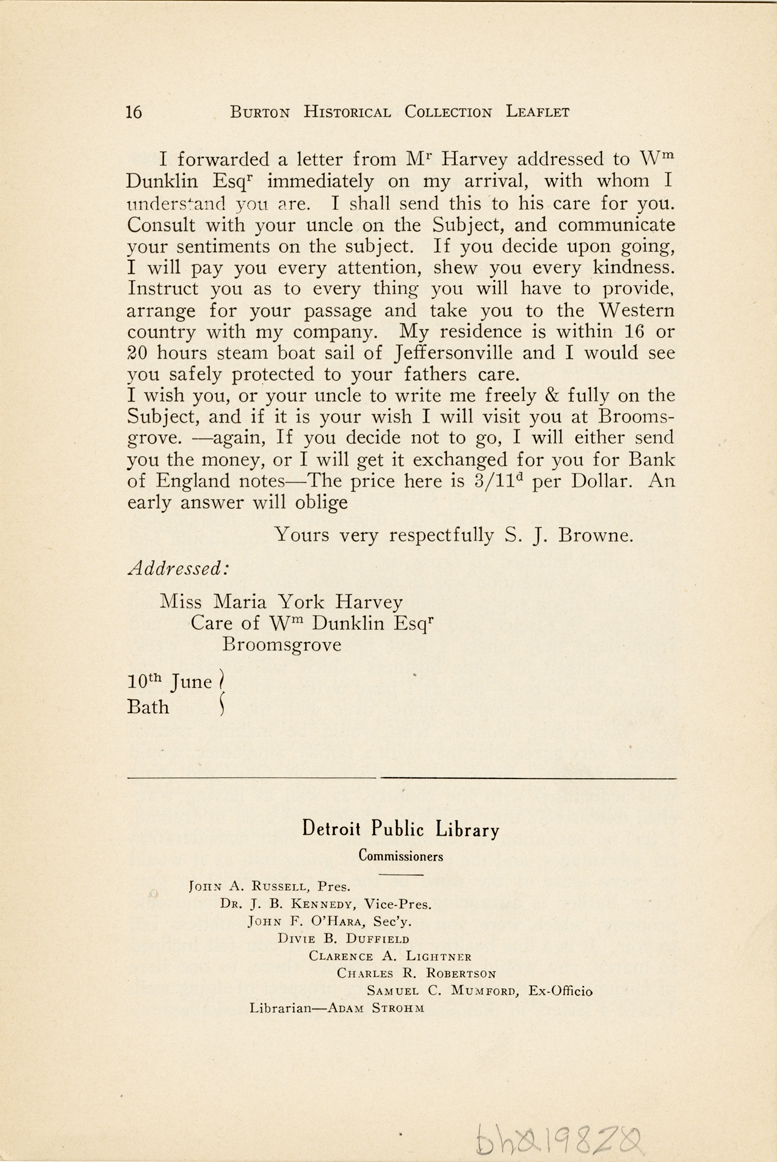 16 BURTON HISTORICAL COLLECTION LEAFLET
I forwarded a letter from Mʳ Harvey addressed to Wᵐ
Dunklin Esqʳ immediately on my arrival, with whom I
understand you are. I shall send this to his care for you.
Consult with your uncle on the Subject, and communicate
your sentiments on the subject. If you decide upon going,
I will pay you every attention, shew you every kindness.
Instruct you as to every thing you will have to provide,
arrange for your passage and take you to the Western
country with my company. My residence is within 16 or
20 hours steam boat sail of Jeffersonville and I would see
you safely protected to your fathers care.
I wish you, or your uncle to write me freely & fully on the
Subject, and if it is your wish I will visit you at Brooms-
grove. —again, If you decide not to go, I will either send
you the money, or I will get it exchanged for you for Bank
of England notes—The price here is 3/11ᵈ per Dollar. An
early answer will oblige
Yours very respectfully S. J. Browne.
Addressed:
Miss Maria York Harvey
Care of Wᵐ Dunklin Esqʳ
Broomsgrove
10ᵗʰ June }
Bath }
Detroit Public Library
Commissioners
JOHN A. RUSSELL, Pres.
DR. J. B. KENNEDY, Vice-Pres.
JOHN F. O'HARA, Sec'y.
DIVIE B. DUFFIELD
CLARENCE A. LIGHTNER
CHARLES R. ROBERTSON
SAMUEL C. MUMFORD, Ex-Officio
Librarian—ADAM STROHM